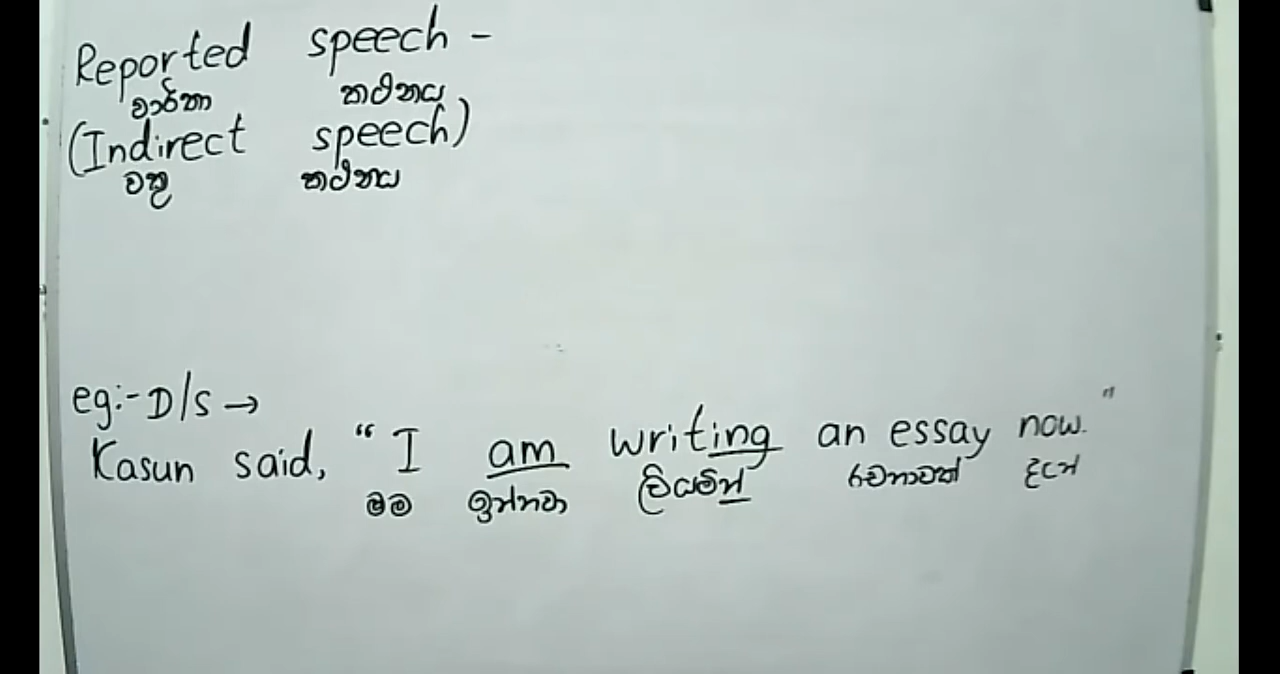 Reported speech -
වාර්තා කථනය
(Indirect speech)
වක්‍ර කථනය
eg:- D/S →
Kasun said, “ I am writing an essay now. ”
මම ඉන්නවා ලියමින් රචනාවක් දැන්